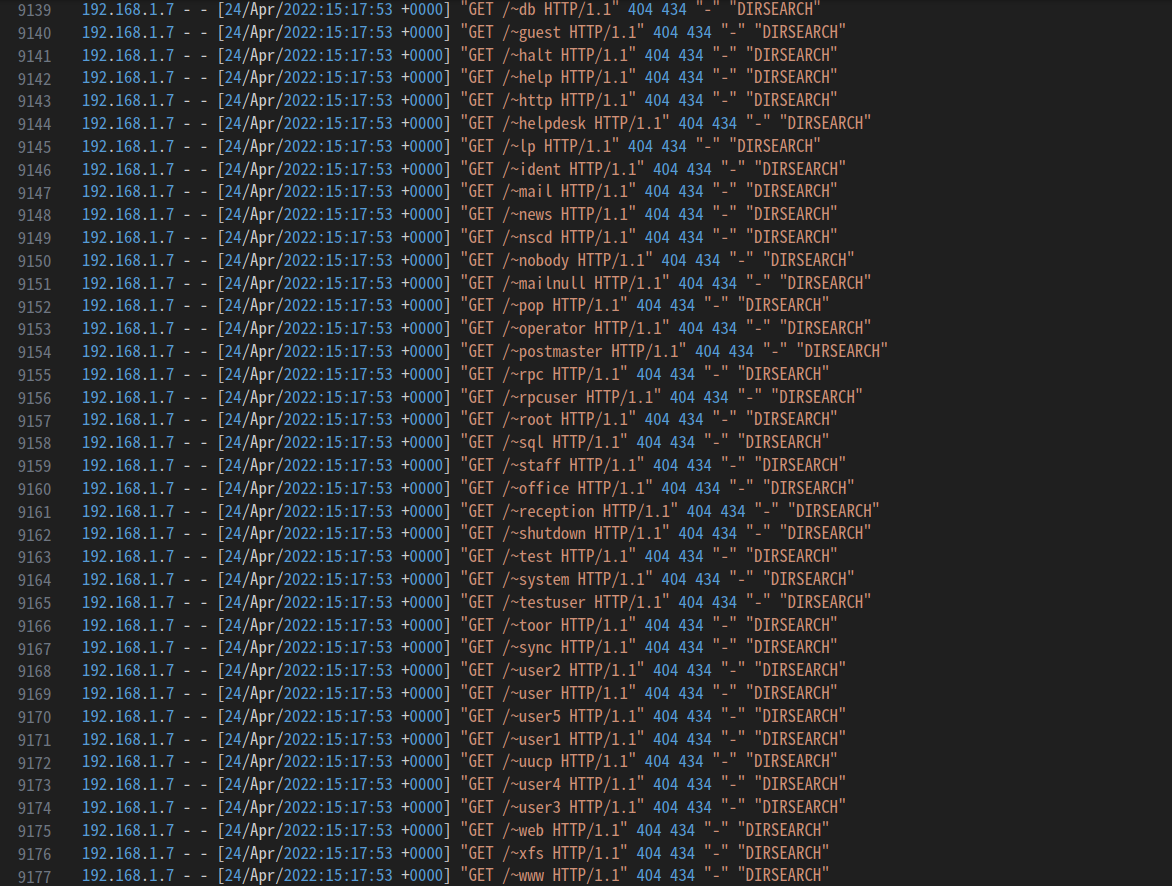 9139 192.168.1.7 - - [24/Apr/2022:15:17:53 +0000] "GET /~db HTTP/1.1" 404 434 "-" "DIRSEARCH"
9140 192.168.1.7 - - [24/Apr/2022:15:17:53 +0000] "GET /~guest HTTP/1.1" 404 434 "-" "DIRSEARCH"
9141 192.168.1.7 - - [24/Apr/2022:15:17:53 +0000] "GET /~halt HTTP/1.1" 404 434 "-" "DIRSEARCH"
9142 192.168.1.7 - - [24/Apr/2022:15:17:53 +0000] "GET /~help HTTP/1.1" 404 434 "-" "DIRSEARCH"
9143 192.168.1.7 - - [24/Apr/2022:15:17:53 +0000] "GET /~http HTTP/1.1" 404 434 "-" "DIRSEARCH"
9144 192.168.1.7 - - [24/Apr/2022:15:17:53 +0000] "GET /~helpdesk HTTP/1.1" 404 434 "-" "DIRSEARCH"
9145 192.168.1.7 - - [24/Apr/2022:15:17:53 +0000] "GET /~lp HTTP/1.1" 404 434 "-" "DIRSEARCH"
9146 192.168.1.7 - - [24/Apr/2022:15:17:53 +0000] "GET /~ident HTTP/1.1" 404 434 "-" "DIRSEARCH"
9147 192.168.1.7 - - [24/Apr/2022:15:17:53 +0000] "GET /~mail HTTP/1.1" 404 434 "-" "DIRSEARCH"
9148 192.168.1.7 - - [24/Apr/2022:15:17:53 +0000] "GET /~news HTTP/1.1" 404 434 "-" "DIRSEARCH"
9149 192.168.1.7 - - [24/Apr/2022:15:17:53 +0000] "GET /~nscd HTTP/1.1" 404 434 "-" "DIRSEARCH"
9150 192.168.1.7 - - [24/Apr/2022:15:17:53 +0000] "GET /~nobody HTTP/1.1" 404 434 "-" "DIRSEARCH"
9151 192.168.1.7 - - [24/Apr/2022:15:17:53 +0000] "GET /~mailnull HTTP/1.1" 404 434 "-" "DIRSEARCH"
9152 192.168.1.7 - - [24/Apr/2022:15:17:53 +0000] "GET /~pop HTTP/1.1" 404 434 "-" "DIRSEARCH"
9153 192.168.1.7 - - [24/Apr/2022:15:17:53 +0000] "GET /~operator HTTP/1.1" 404 434 "-" "DIRSEARCH"
9154 192.168.1.7 - - [24/Apr/2022:15:17:53 +0000] "GET /~postmaster HTTP/1.1" 404 434 "-" "DIRSEARCH"
9155 192.168.1.7 - - [24/Apr/2022:15:17:53 +0000] "GET /~rpc HTTP/1.1" 404 434 "-" "DIRSEARCH"
9156 192.168.1.7 - - [24/Apr/2022:15:17:53 +0000] "GET /~rpcuser HTTP/1.1" 404 434 "-" "DIRSEARCH"
9157 192.168.1.7 - - [24/Apr/2022:15:17:53 +0000] "GET /~root HTTP/1.1" 404 434 "-" "DIRSEARCH"
9158 192.168.1.7 - - [24/Apr/2022:15:17:53 +0000] "GET /~sql HTTP/1.1" 404 434 "-" "DIRSEARCH"
9159 192.168.1.7 - - [24/Apr/2022:15:17:53 +0000] "GET /~staff HTTP/1.1" 404 434 "-" "DIRSEARCH"
9160 192.168.1.7 - - [24/Apr/2022:15:17:53 +0000] "GET /~office HTTP/1.1" 404 434 "-" "DIRSEARCH"
9161 192.168.1.7 - - [24/Apr/2022:15:17:53 +0000] "GET /~reception HTTP/1.1" 404 434 "-" "DIRSEARCH"
9162 192.168.1.7 - - [24/Apr/2022:15:17:53 +0000] "GET /~shutdown HTTP/1.1" 404 434 "-" "DIRSEARCH"
9163 192.168.1.7 - - [24/Apr/2022:15:17:53 +0000] "GET /~test HTTP/1.1" 404 434 "-" "DIRSEARCH"
9164 192.168.1.7 - - [24/Apr/2022:15:17:53 +0000] "GET /~system HTTP/1.1" 404 434 "-" "DIRSEARCH"
9165 192.168.1.7 - - [24/Apr/2022:15:17:53 +0000] "GET /~testuser HTTP/1.1" 404 434 "-" "DIRSEARCH"
9166 192.168.1.7 - - [24/Apr/2022:15:17:53 +0000] "GET /~toor HTTP/1.1" 404 434 "-" "DIRSEARCH"
9167 192.168.1.7 - - [24/Apr/2022:15:17:53 +0000] "GET /~sync HTTP/1.1" 404 434 "-" "DIRSEARCH"
9168 192.168.1.7 - - [24/Apr/2022:15:17:53 +0000] "GET /~user2 HTTP/1.1" 404 434 "-" "DIRSEARCH"
9169 192.168.1.7 - - [24/Apr/2022:15:17:53 +0000] "GET /~user HTTP/1.1" 404 434 "-" "DIRSEARCH"
9170 192.168.1.7 - - [24/Apr/2022:15:17:53 +0000] "GET /~user5 HTTP/1.1" 404 434 "-" "DIRSEARCH"
9171 192.168.1.7 - - [24/Apr/2022:15:17:53 +0000] "GET /~user1 HTTP/1.1" 404 434 "-" "DIRSEARCH"
9172 192.168.1.7 - - [24/Apr/2022:15:17:53 +0000] "GET /~uucp HTTP/1.1" 404 434 "-" "DIRSEARCH"
9173 192.168.1.7 - - [24/Apr/2022:15:17:53 +0000] "GET /~user4 HTTP/1.1" 404 434 "-" "DIRSEARCH"
9174 192.168.1.7 - - [24/Apr/2022:15:17:53 +0000] "GET /~user3 HTTP/1.1" 404 434 "-" "DIRSEARCH"
9175 192.168.1.7 - - [24/Apr/2022:15:17:53 +0000] "GET /~web HTTP/1.1" 404 434 "-" "DIRSEARCH"
9176 192.168.1.7 - - [24/Apr/2022:15:17:53 +0000] "GET /~xfs HTTP/1.1" 404 434 "-" "DIRSEARCH"
9177 192.168.1.7 - - [24/Apr/2022:15:17:53 +0000] "GET /~www HTTP/1.1" 404 434 "-" "DIRSEARCH"